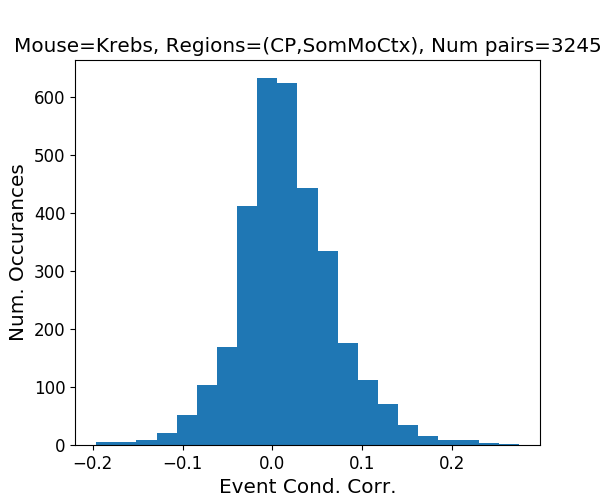 Mouse=Krebs, Regions=(CP,SomMoCtx), Num pairs=3245
600
500
400
300
200
100
0
Num. Occurances
−0.2 −0.1 0.0 0.1 0.2
Event Cond. Corr.